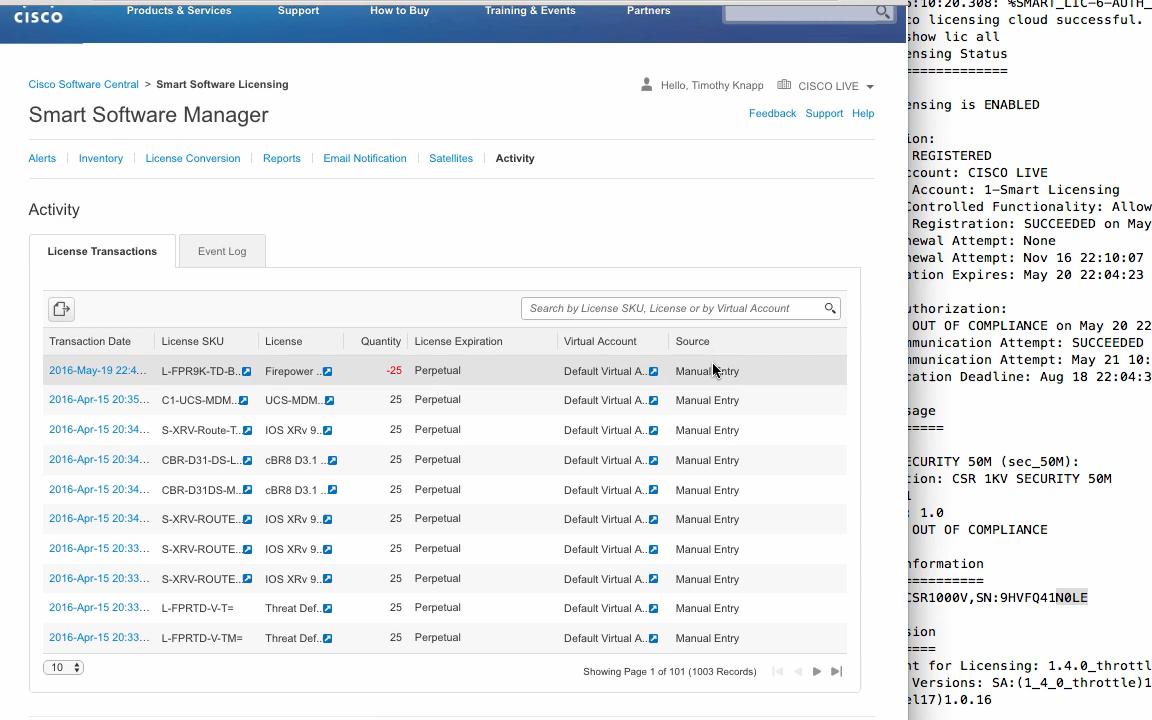 CISCO
Products & Services
Support
How to Buy
Training & Events
Partners
Cisco Software Central > Smart Software Licensing
Hello, Timothy Knapp
CISCO LIVE
Smart Software Manager
Feedback Support Help
Alerts Inventory License Conversion Reports Email Notification Satellites Activity
Activity
License Transactions
Event Log
Search by License SKU, License or by Virtual Account
Transaction Date License SKU License Quantity License Expiration Virtual Account Source
2016-May-19 22:4... L-FPR9K-TD-B.. Firepower .. -25 Perpetual Default Virtual A.. Manual Entry
2016-Apr-15 20:35... C1-UCS-MDM.. UCS-MDM.. 25 Perpetual Default Virtual A.. Manual Entry
2016-Apr-15 20:34... S-XRV-Route-T.. IOS XRv 9.. 25 Perpetual Default Virtual A.. Manual Entry
2016-Apr-15 20:34... CBR-D31-DS-L.. cBR8 D3.1 .. 25 Perpetual Default Virtual A.. Manual Entry
2016-Apr-15 20:34... CBR-D31DS-M.. cBR8 D3.1 .. 25 Perpetual Default Virtual A.. Manual Entry
2016-Apr-15 20:34... S-XRV-ROUTE.. IOS XRv 9.. 25 Perpetual Default Virtual A.. Manual Entry
2016-Apr-15 20:33... S-XRV-ROUTE.. IOS XRv 9.. 25 Perpetual Default Virtual A.. Manual Entry
2016-Apr-15 20:33... S-XRV-ROUTE.. IOS XRv 9.. 25 Perpetual Default Virtual A.. Manual Entry
2016-Apr-15 20:33... L-FPRTD-V-T= Threat Def.. 25 Perpetual Default Virtual A.. Manual Entry
2016-Apr-15 20:33... L-FPRTD-V-TM= Threat Def.. 25 Perpetual Default Virtual A.. Manual Entry
10
Showing Page 1 of 101 (1003 Records)
:10:20.308: %SMART_LIC-6-AUTH_
co licensing cloud successful.
show lic all
ensing Status
=============
ensing is ENABLED
ion:
REGISTERED
ccount: CISCO LIVE
Account: 1-Smart Licensing
Controlled Functionality: Allow
Registration: SUCCEEDED on May
newal Attempt: None
newal Attempt: Nov 16 22:10:07
ation Expires: May 20 22:04:23
uthorization:
OUT OF COMPLIANCE on May 20 22
mmunication Attempt: SUCCEEDED
mmunication Attempt: May 21 10:
cation Deadline: Aug 18 22:04:3
sage
=====
ECURITY 50M (sec_50M):
tion: CSR 1KV SECURITY 50M
1
: 1.0
OUT OF COMPLIANCE
nformation
==========
CSR1000V,SN:9HVFQ41N0LE
sion
====
nt for Licensing: 1.4.0_throttl
Versions: SA:(1_4_0_throttle)1
el17)1.0.16